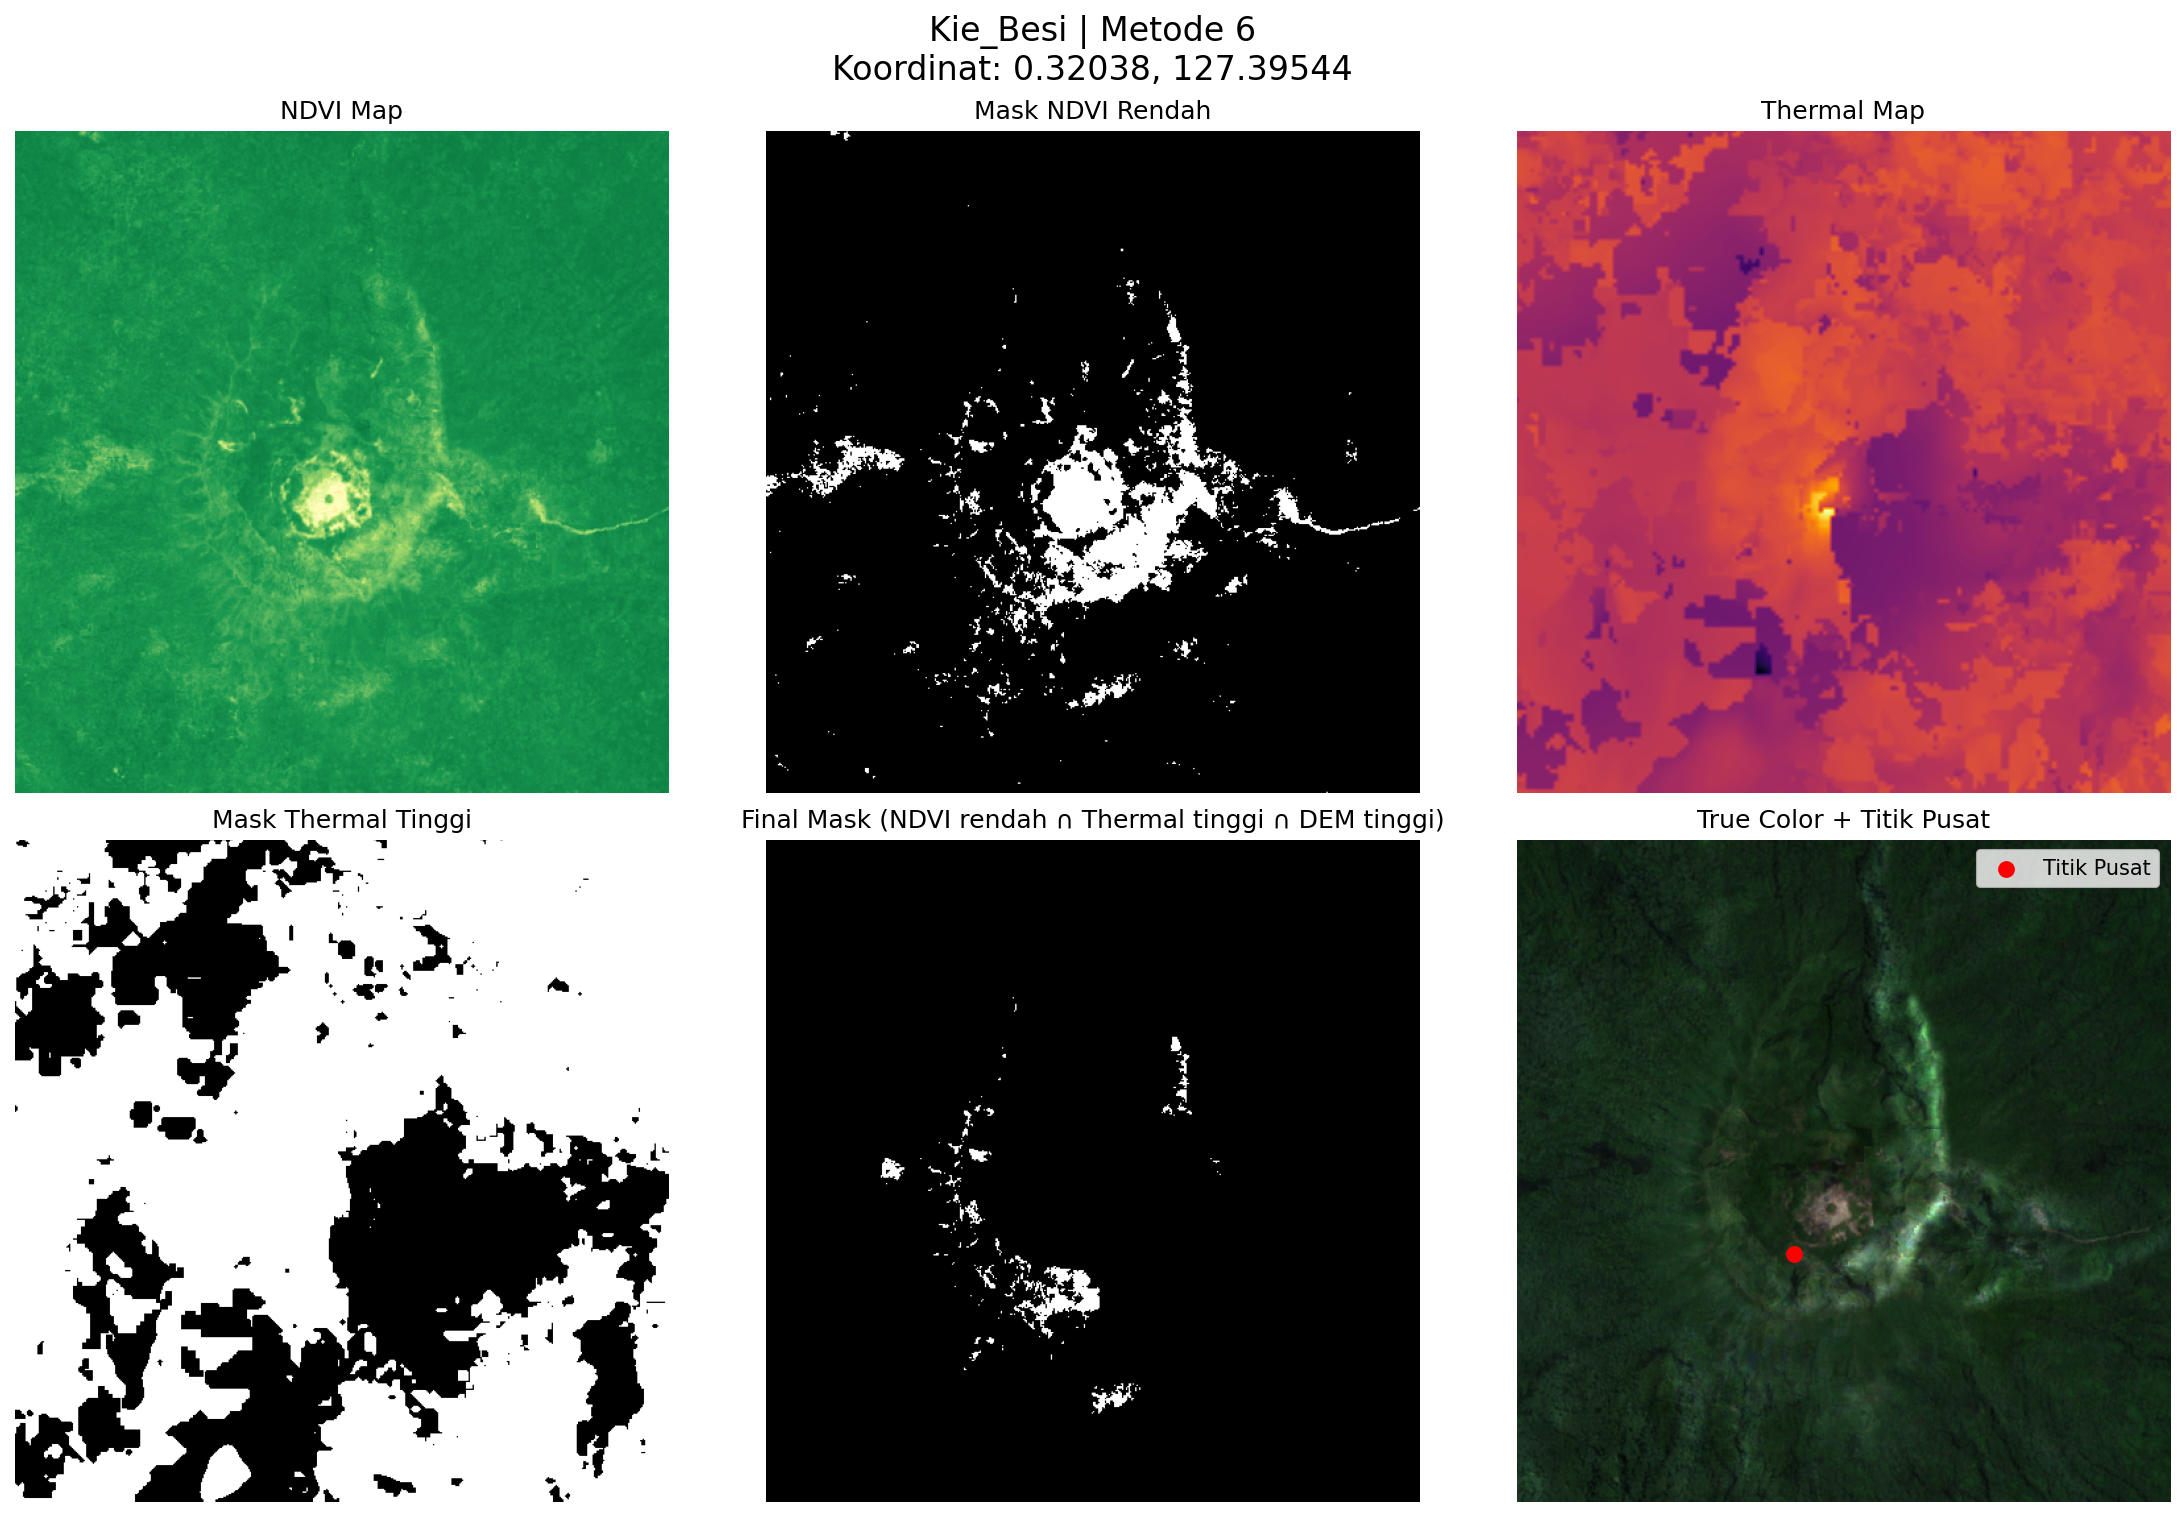 Kie_Besi | Metode 6
Koordinat: 0.32038, 127.39544
NDVI Map
Mask NDVI Rendah
Thermal Map
Mask Thermal Tinggi
Final Mask (NDVI rendah ∩ Thermal tinggi ∩ DEM tinggi)
True Color + Titik Pusat
Titik Pusat